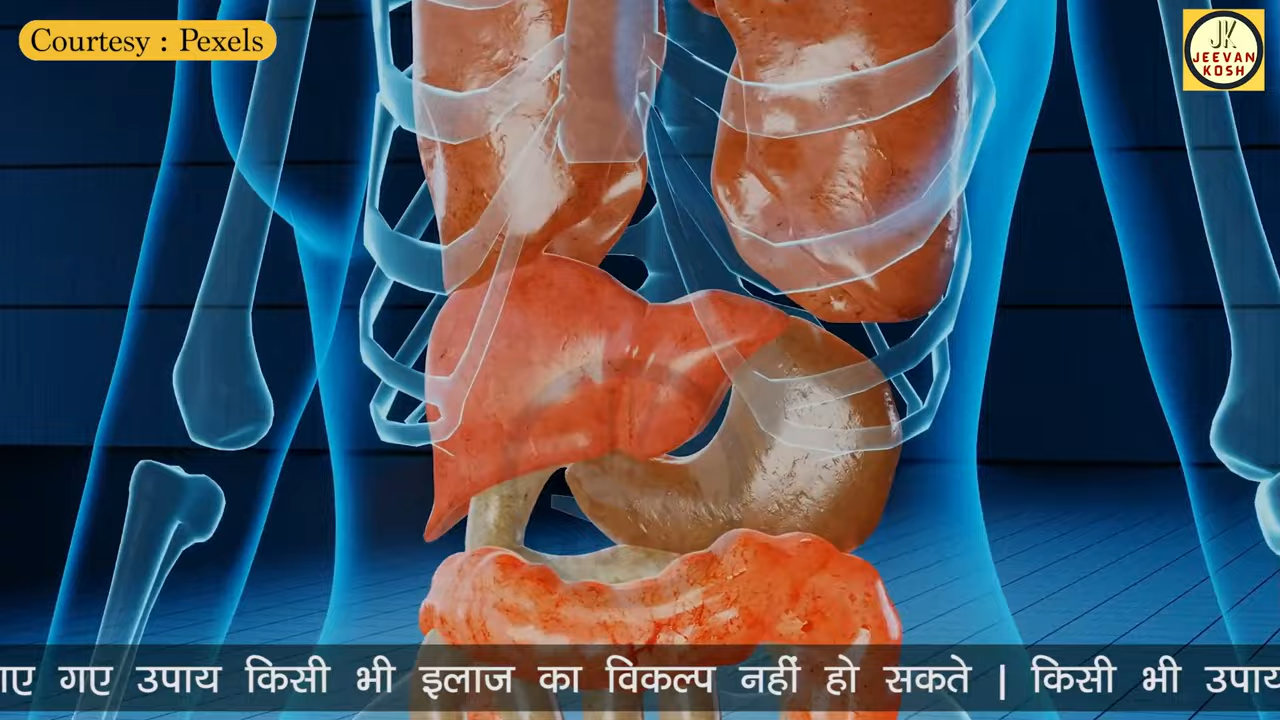 Courtesy : Pexels
JK
JEEVAN
KOSH
गए उपाय किसी भी इलाज का विकल्प नहीं हो सकते | किसी भी उपाय